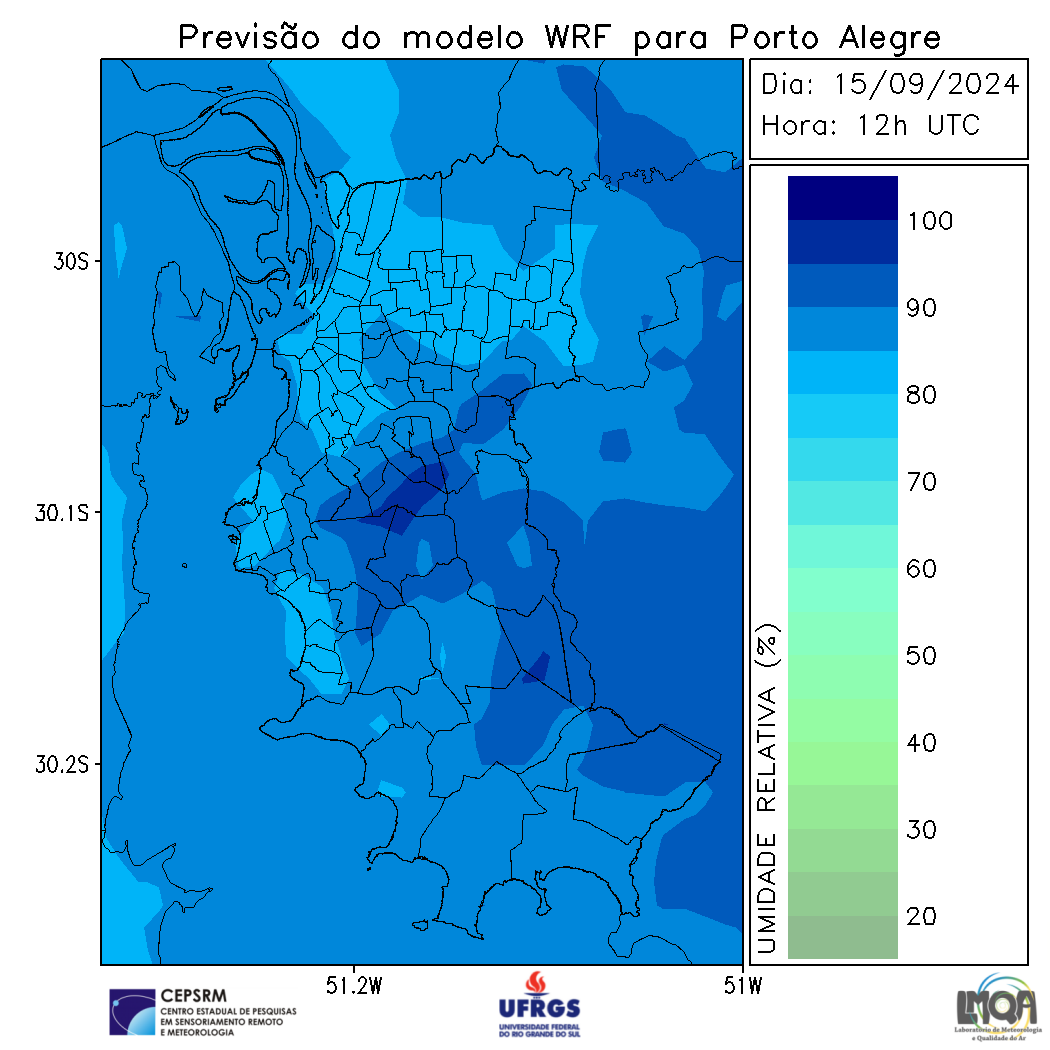 Previsão do modelo WRF para Porto Alegre
Dia: 15/09/2024
Hora: 12h UTC
30S
30.1S
30.2S
51.2W
51W
100
90
80
70
60
50
40
30
20
UMIDADE RELATIVA (%)
CEPSRM
CENTRO ESTADUAL DE PESQUISAS
EM SENSORIAMENTO REMOTO
E METEOROLOGIA
UFRGS
UNIVERSIDADE FEDERAL
DO RIO GRANDE DO SUL
LMQA
Laboratório de Meteorologia
e Qualidade do Ar